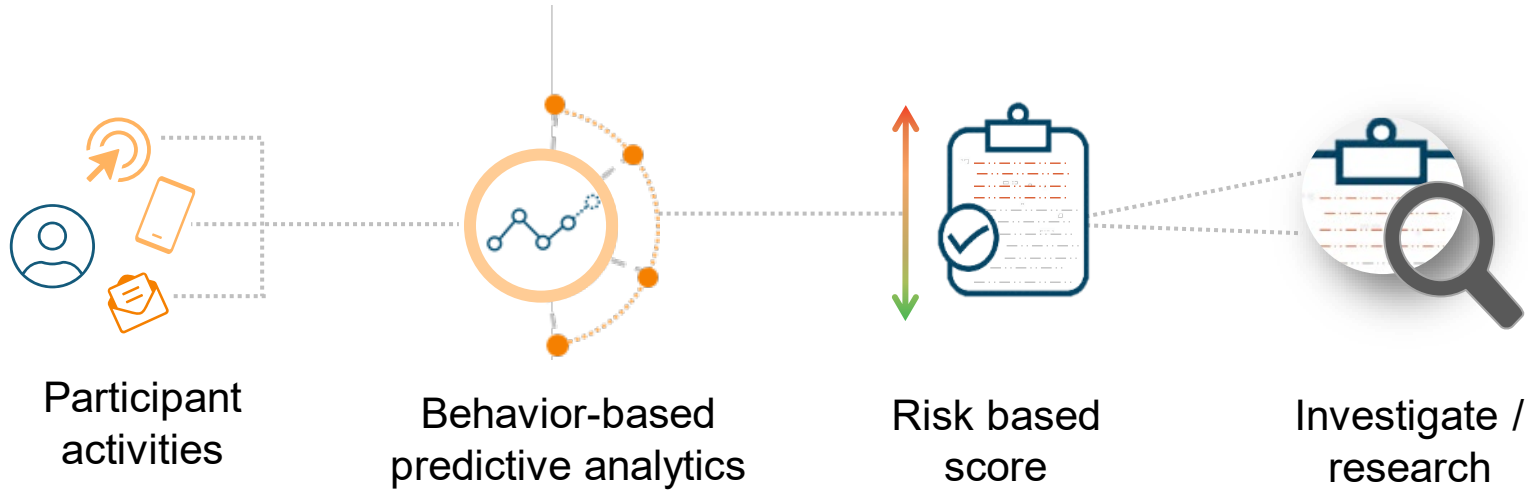 Participant
activities
Behavior-based
predictive analytics
Risk based
score
Investigate /
research